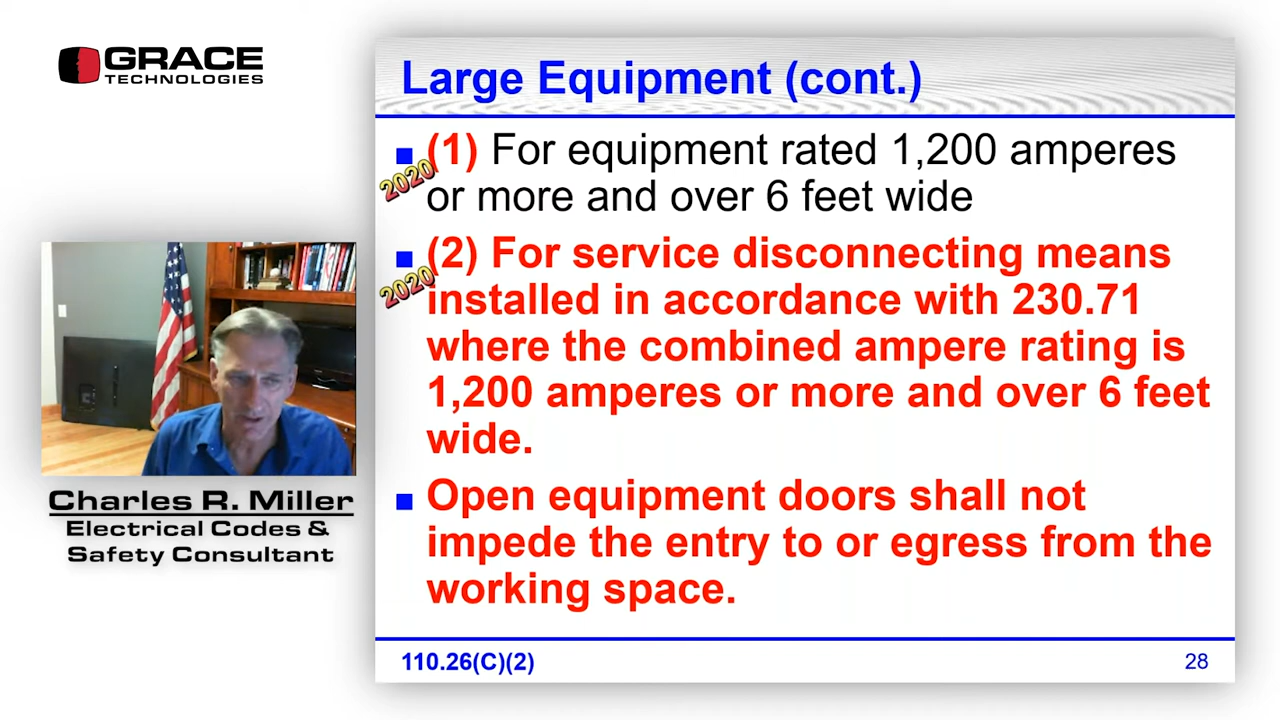 GRACE
TECHNOLOGIES
Large Equipment (cont.)
(1) For equipment rated 1,200 amperes
2020
or more and over 6 feet wide
(2) For service disconnecting means
2020
installed in accordance with 230.71
where the combined ampere rating is
1,200 amperes or more and over 6 feet
wide.
Open equipment doors shall not
impede the entry to or egress from the
working space.
110.26(C)(2)
28
Charles R. Miller
Electrical Codes &
Safety Consultant